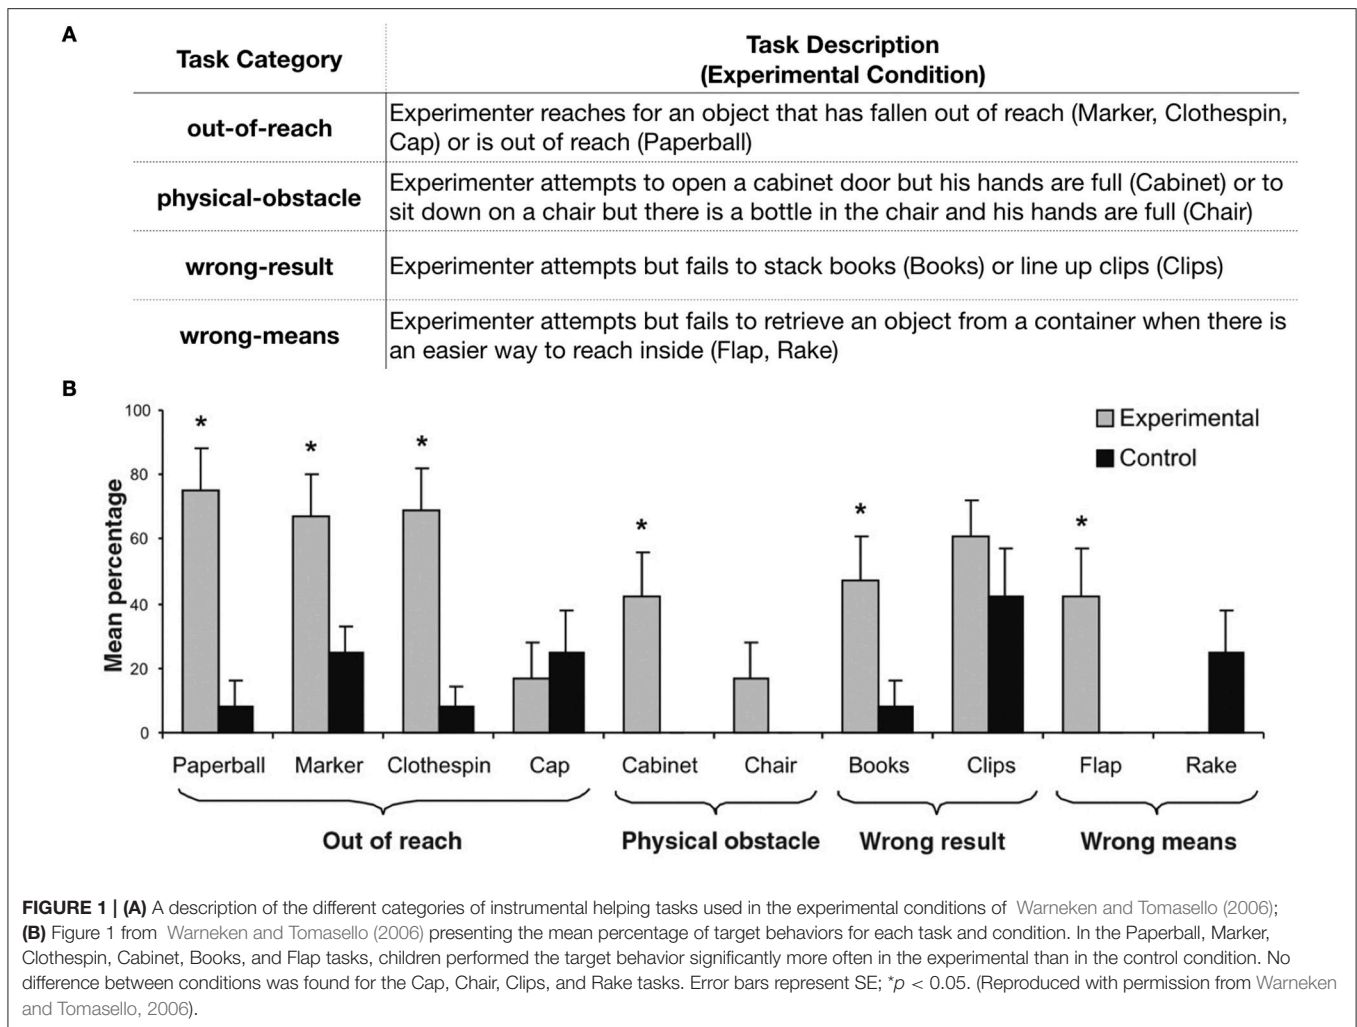 A
Task Category
Task Description
(Experimental Condition)
out-of-reach
Experimenter reaches for an object that has fallen out of reach (Marker, Clothespin,
Cap) or is out of reach (Paperball)
physical-obstacle
Experimenter attempts to open a cabinet door but his hands are full (Cabinet) or to
sit down on a chair but there is a bottle in the chair and his hands are full (Chair)
wrong-result
Experimenter attempts but fails to stack books (Books) or line up clips (Clips)
wrong-means
Experimenter attempts but fails to retrieve an object from a container when there is
an easier way to reach inside (Flap, Rake)
B
Mean percentage
100
80
60
40
20
0
* * * * * *
Experimental
Control
Paperball Marker Clothespin Cap Cabinet Chair Books Clips Flap Rake
Out of reach Physical obstacle Wrong result Wrong means
FIGURE 1 | (A) A description of the different categories of instrumental helping tasks used in the experimental conditions of Warneken and Tomasello (2006);
(B) Figure 1 from Warneken and Tomasello (2006) presenting the mean percentage of target behaviors for each task and condition. In the Paperball, Marker,
Clothespin, Cabinet, Books, and Flap tasks, children performed the target behavior significantly more often in the experimental than in the control condition. No
difference between conditions was found for the Cap, Chair, Clips, and Rake tasks. Error bars represent SE; *p < 0.05. (Reproduced with permission from Warneken
and Tomasello, 2006).